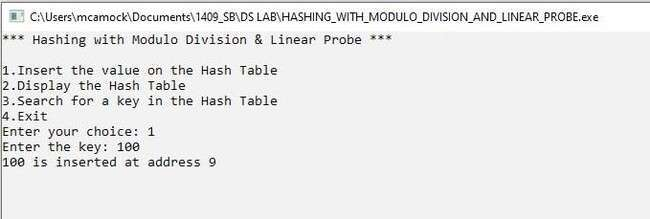 C:\Users\mcamock\Documents\1409_SB\DS LAB\HASHING_WITH_MODULO_DIVISION_AND_LINEAR_PROBE.exe
*** Hashing with Modulo Division & Linear Probe ***
1.Insert the value on the Hash Table
2.Display the Hash Table
3.Search for a key in the Hash Table
4.Exit
Enter your choice: 1
Enter the key: 100
100 is inserted at address 9